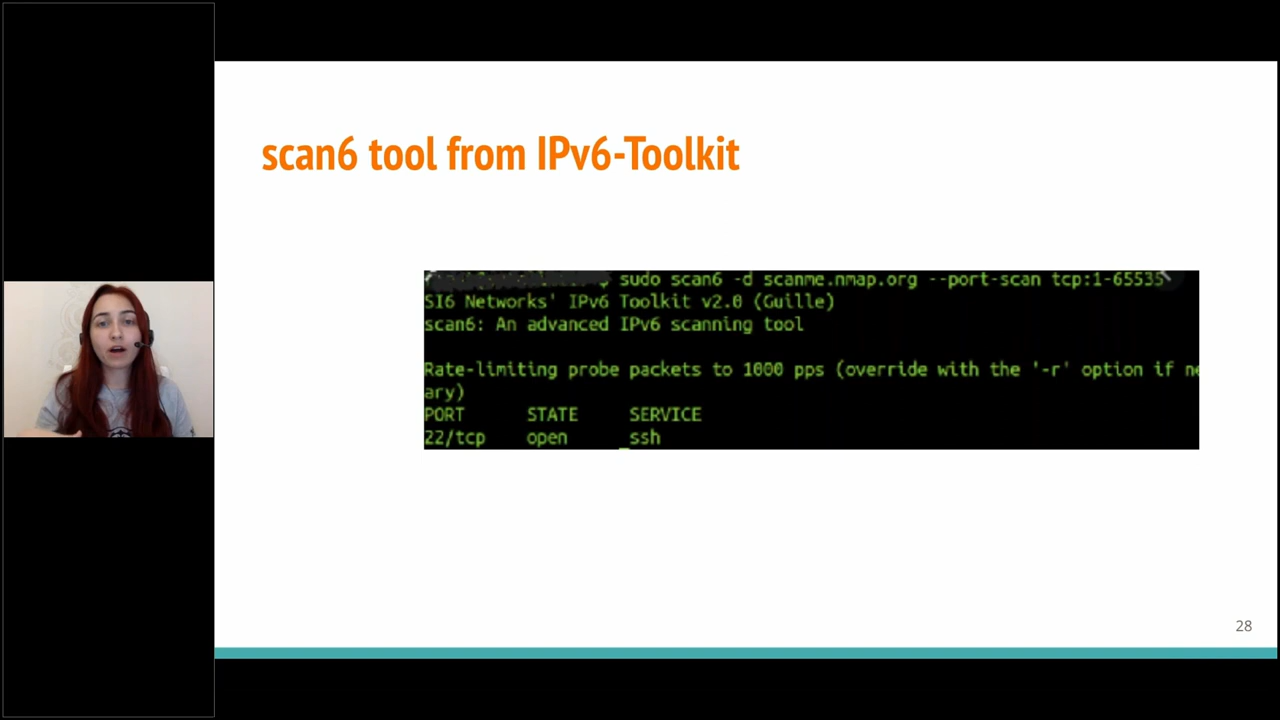 scan6 tool from IPv6-Toolkit
$ sudo scan6 -d scanme.nmap.org --port-scan tcp:1-65535
SI6 Networks' IPv6 Toolkit v2.0 (Guille)
scan6: An advanced IPv6 scanning tool
Rate-limiting probe packets to 1000 pps (override with the '-r' option if ne
ary)
PORT STATE SERVICE
22/tcp open ssh
28